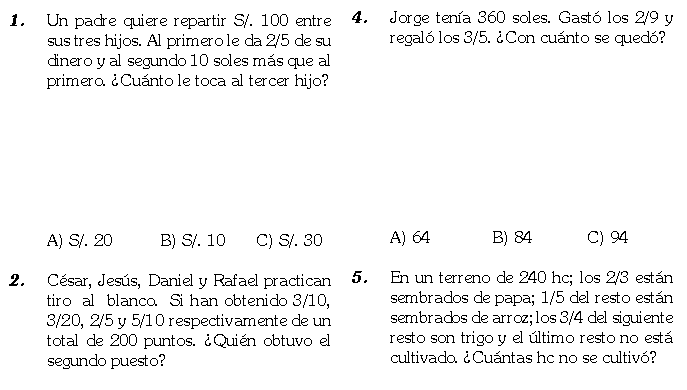 1. Un padre quiere repartir S/. 100 entre
sus tres hijos. Al primero le da 2/5 de su
dinero y al segundo 10 soles más que al
primero. ¿Cuánto le toca al tercer hijo?
A) S/. 20 B) S/. 10 C) S/. 30
2. César, Jesús, Daniel y Rafael practican
tiro al blanco. Si han obtenido 3/10,
3/20, 2/5 y 5/10 respectivamente de un
total de 200 puntos. ¿Quién obtuvo el
segundo puesto?
4. Jorge tenía 360 soles. Gastó los 2/9 y
regaló los 3/5. ¿Con cuánto se quedó?
A) 64 B) 84 C) 94
5. En un terreno de 240 hc; los 2/3 están
sembrados de papa; 1/5 del resto están
sembrados de arroz; los 3/4 del siguiente
resto son trigo y el último resto no está
cultivado. ¿Cuántas hc no se cultivó?